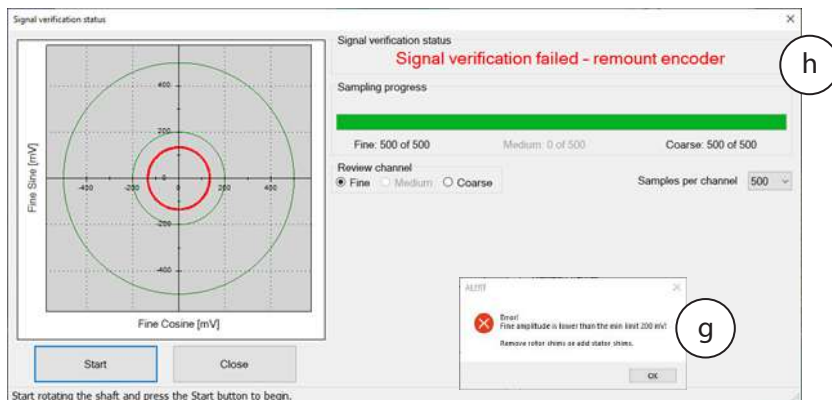 Signal verification status
Signal verification status
Signal verification failed - remount encoder
h
Sampling progress
Fine: 500 of 500 Medium: 0 of 500 Coarse: 500 of 500
Review channel
Fine Medium Coarse
Samples per channel 500
Fine Sine [mV]
400
200
-400 -200 0 200 400
0
-200
-400
Fine Cosine [mV]
ALERT
Error!
Fine amplitude is lower than the min limit 200 mV!
Remove rotor shims or add stator shims.
OK
g
Start Close
Start rotating the shaft and press the Start button to begin.